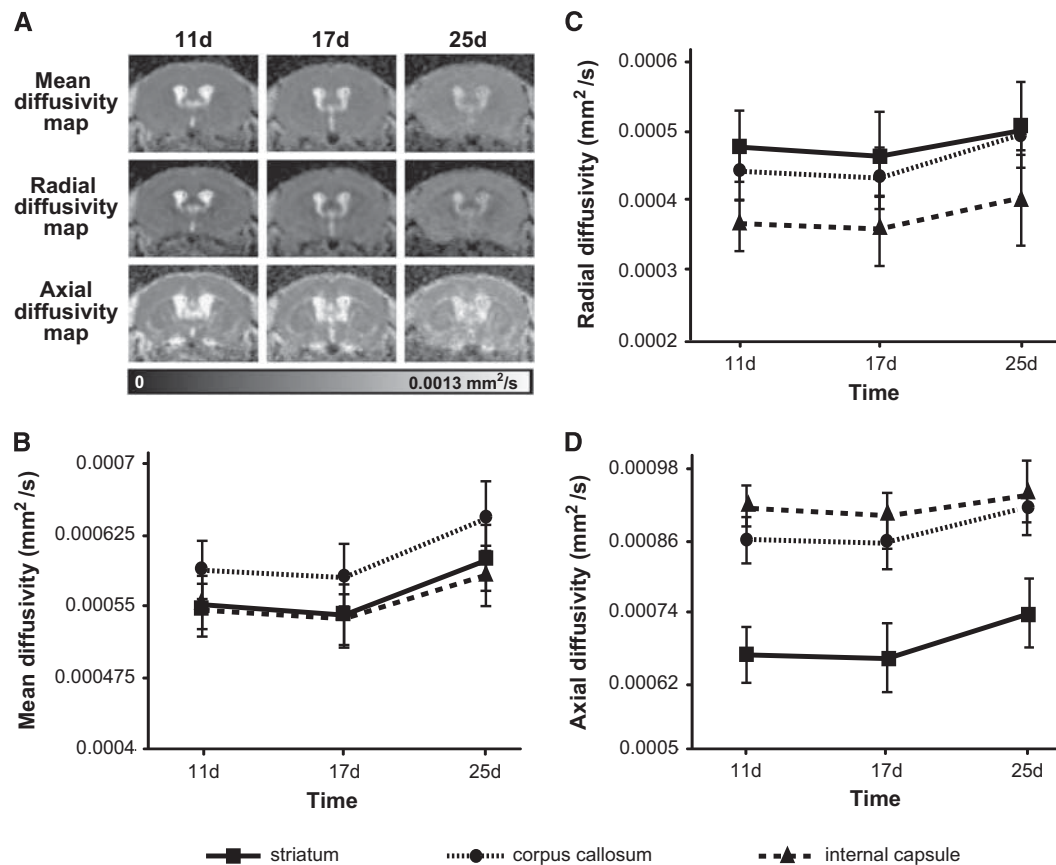 A
11d 17d 25d
Mean
diffusivity
map
Radial
diffusivity
map
Axial
diffusivity
map
0 0.0013 mm²/s
B
Mean diffusivity (mm²/s)
0.0007
0.000625
0.00055
0.000475
0.0004
11d 17d 25d
Time
C
Radial diffusivity (mm²/s)
0.0006
0.0005
0.0004
0.0003
0.0002
11d 17d 25d
Time
D
Axial diffusivity (mm²/s)
0.00098
0.00086
0.00074
0.00062
0.0005
11d 17d 25d
Time
striatum corpus callosum internal capsule